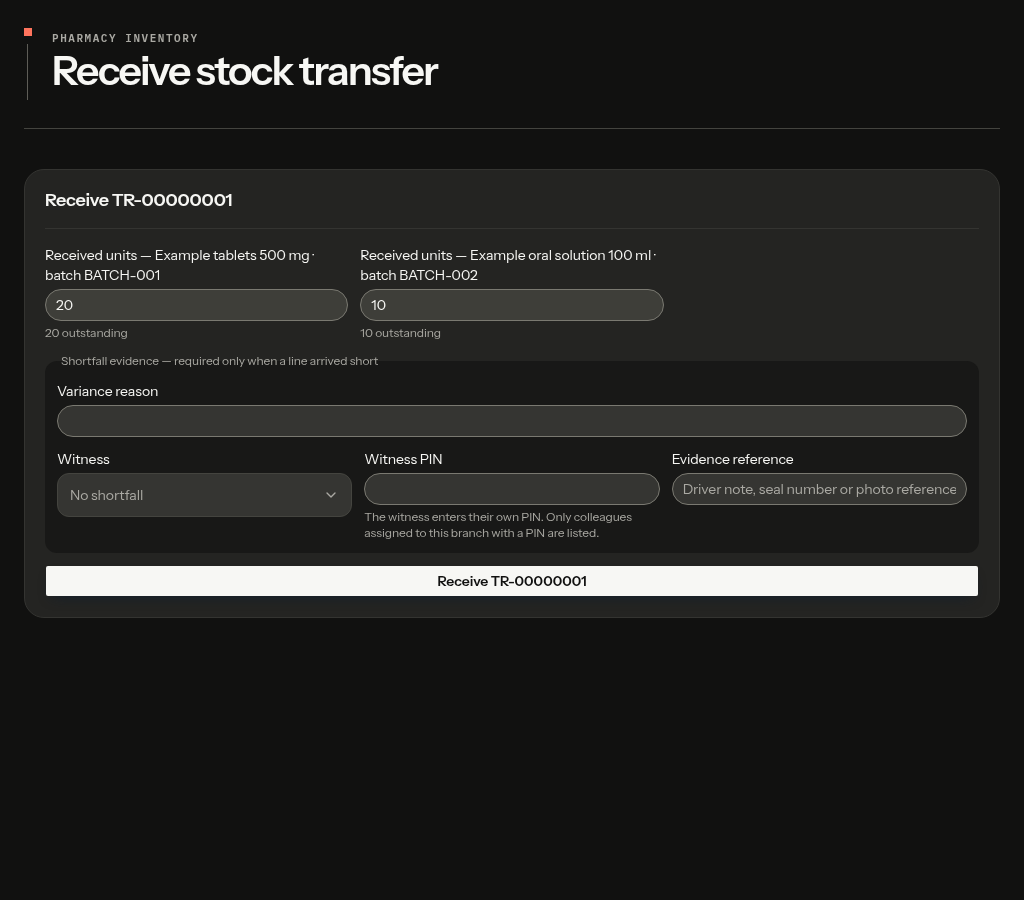 PHARMACY INVENTORY
Receive stock transfer
Receive TR-00000001
Received units — Example tablets 500 mg ·
batch BATCH-001
20
20 outstanding
Received units — Example oral solution 100 ml ·
batch BATCH-002
10
10 outstanding
Shortfall evidence — required only when a line arrived short
Variance reason
Witness
No shortfall
Witness PIN
The witness enters their own PIN. Only colleagues
assigned to this branch with a PIN are listed.
Evidence reference
Driver note, seal number or photo reference
Receive TR-00000001